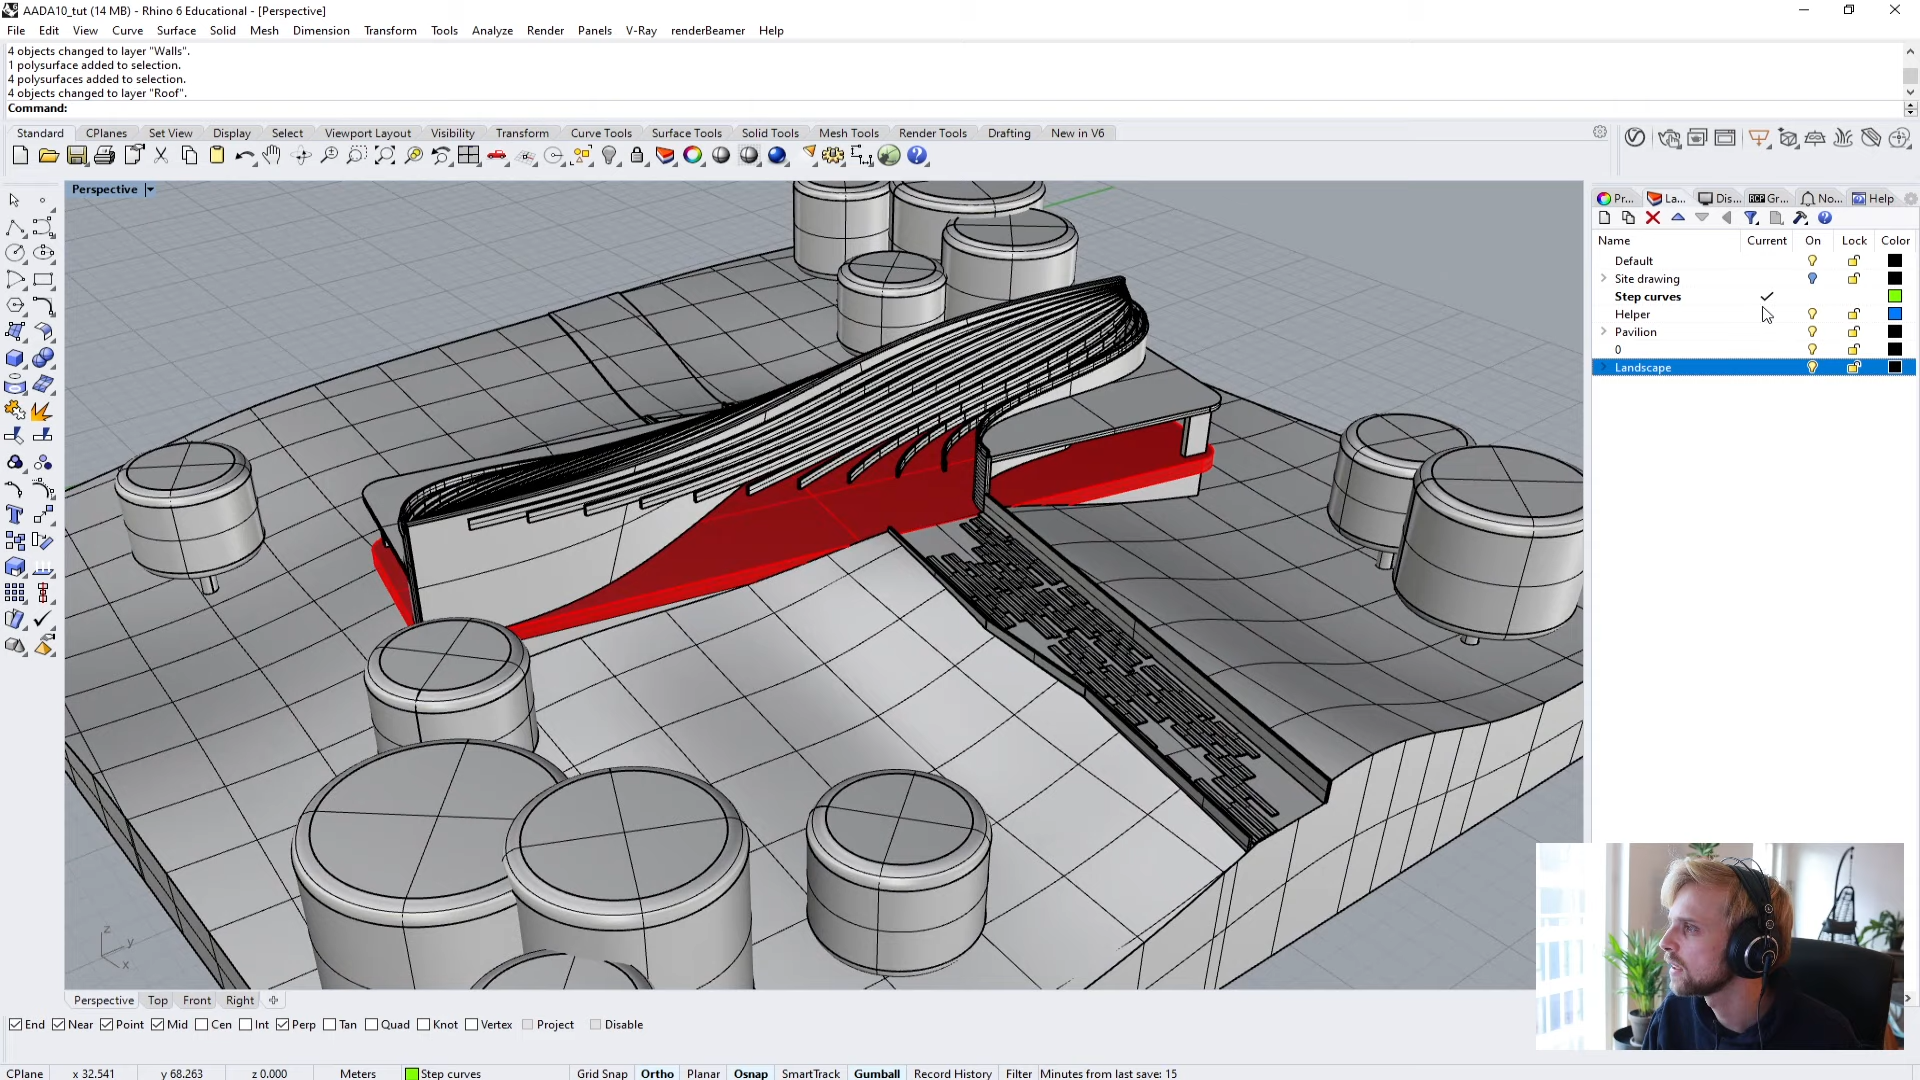 AADA10_tut (14 MB) - Rhino 6 Educational - [Perspective]
File Edit View Curve Surface Solid Mesh Dimension Transform Tools Analyze Render Panels V-Ray renderBeamer Help
4 objects changed to layer "Walls".
1 polysurface added to selection.
4 polysurfaces added to selection.
4 objects changed to layer "Roof".
Command:
Standard CPlanes Set View Display Select Viewport Layout Visibility Transform Curve Tools Surface Tools Solid Tools Mesh Tools Render Tools Drafting New in V6
Perspective
Pr... La... Dis... Gr... No... Help
Name Current On Lock Color
Default
Site drawing
Step curves
Helper
Pavilion
0
Landscape
z
y
x
Perspective Top Front Right
End Near Point Mid Cen Int Perp Tan Quad Knot Vertex Project Disable
CPlane x 32.541 y 68.263 z 0.000 Meters Step curves Grid Snap Ortho Planar Osnap SmartTrack Gumball Record History Filter Minutes from last save: 15